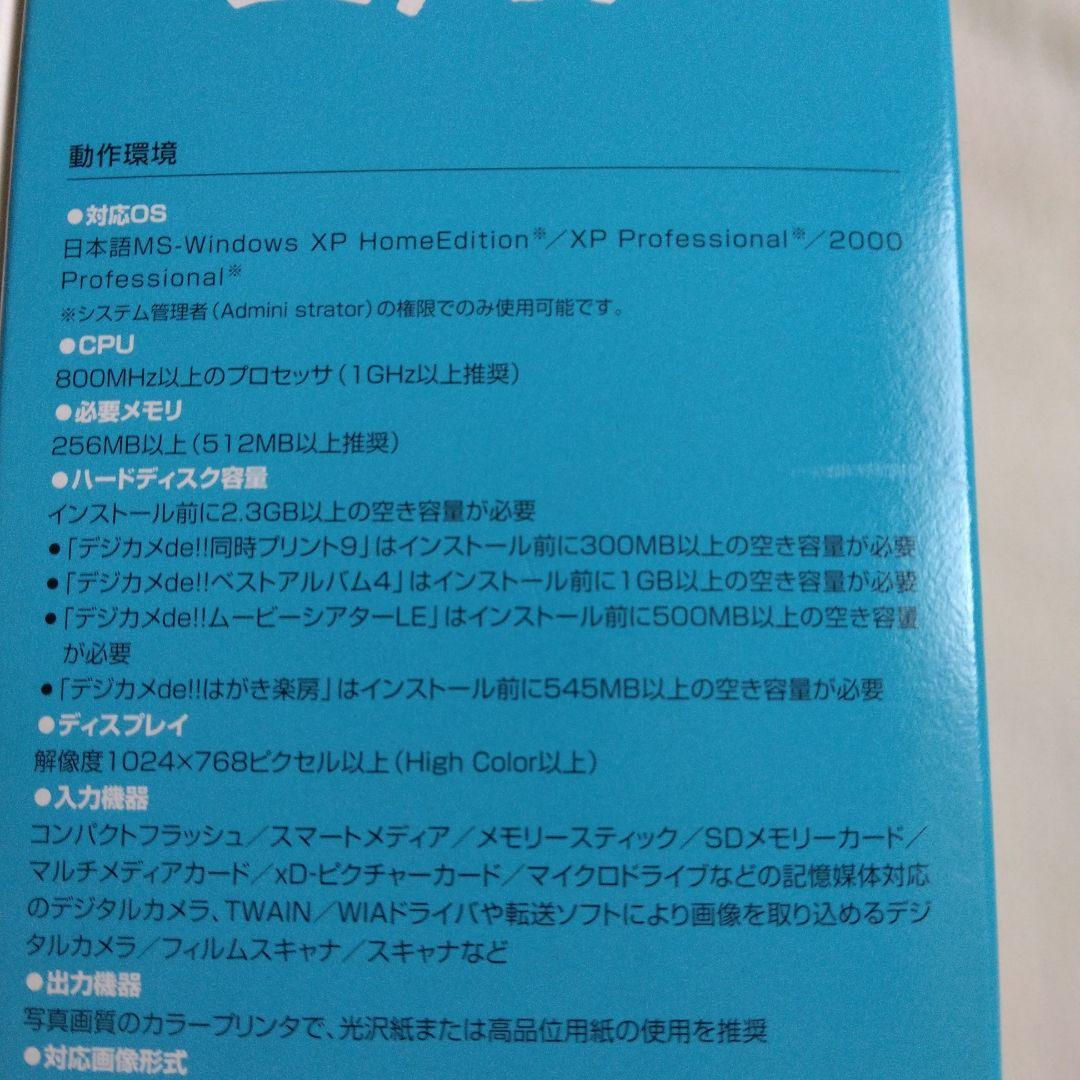 動作環境
●対応OS
日本語MS-Windows XP HomeEdition※／XP Professional※／2000
Professional※
※システム管理者（Admini strator）の権限でのみ使用可能です。
●CPU
800MHz以上のプロセッサ（1GHz以上推奨）
●必要メモリ
256MB以上（512MB以上推奨）
●ハードディスク容量
インストール前に2.3GB以上の空き容量が必要
●「デジカメde!!同時プリント9」はインストール前に300MB以上の空き容量が必要
●「デジカメde!!ベストアルバム4」はインストール前に1GB以上の空き容量が必要
●「デジカメde!!ムービーシアターLE」はインストール前に500MB以上の空き容量
が必要
●「デジカメde!!はがき楽房」はインストール前に545MB以上の空き容量が必要
●ディスプレイ
解像度1024×768ピクセル以上（High Color以上）
●入力機器
コンパクトフラッシュ／スマートメディア／メモリースティック／SDメモリーカード／
マルチメディアカード／xD-ピクチャーカード／マイクロドライブなどの記憶媒体対応
のデジタルカメラ、TWAIN／WIAドライバや転送ソフトにより画像を取り込めるデジ
タルカメラ／フィルムスキャナ／スキャナなど
●出力機器
写真画質のカラープリンタで、光沢紙または高品位用紙の使用を推奨
●対応画像形式